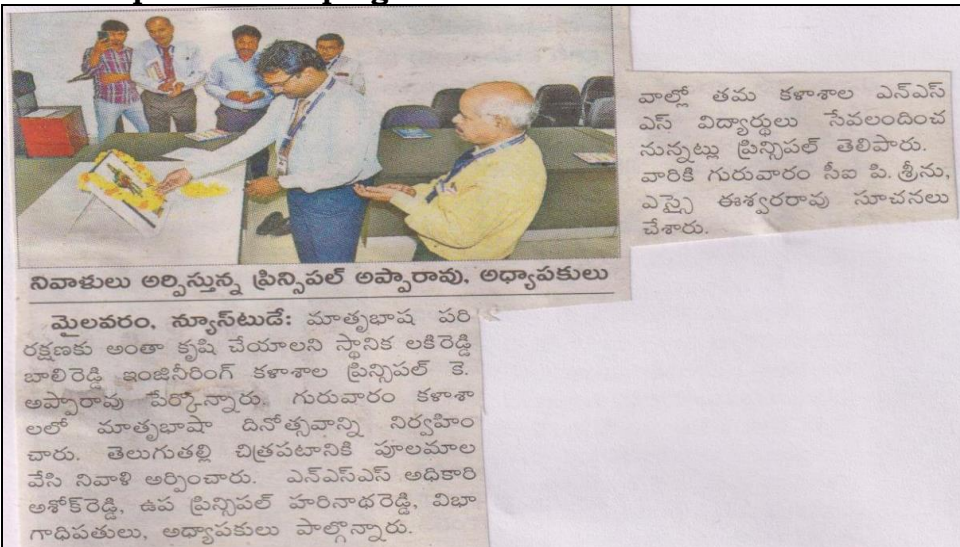 నివాళులు అర్పిస్తున్న ప్రిన్సిపల్ అప్పారావు, అధ్యాపకులు
మైలవరం, న్యూస్‌టుడే: మాతృభాష పరి
రక్షణకు అంతా కృషి చేయాలని స్థానిక లకిరెడ్డి
బాలిరెడ్డి ఇంజినీరింగ్ కళాశాల ప్రిన్సిపల్ కె.
అప్పారావు పేర్కొన్నారు. గురువారం కళాశా
లలో మాతృభాషా దినోత్సవాన్ని నిర్వహిం
చారు. తెలుగుతల్లి చిత్రపటానికి పూలమాల
వేసి నివాళి అర్పించారు. ఎన్ఎస్ఎస్ అధికారి
అశోక్‌రెడ్డి, ఉప ప్రిన్సిపల్ హరినాథరెడ్డి, విభా
గాధిపతులు, అధ్యాపకులు పాల్గొన్నారు.
వాల్లో తమ కళాశాల ఎన్ఎస్
ఎస్ విద్యార్థులు సేవలందించ
నున్నట్లు ప్రిన్సిపల్ తెలిపారు.
వారికి గురువారం సీఐ పి. శ్రీను,
ఎస్సై ఈశ్వరరావు సూచనలు
చేశారు.